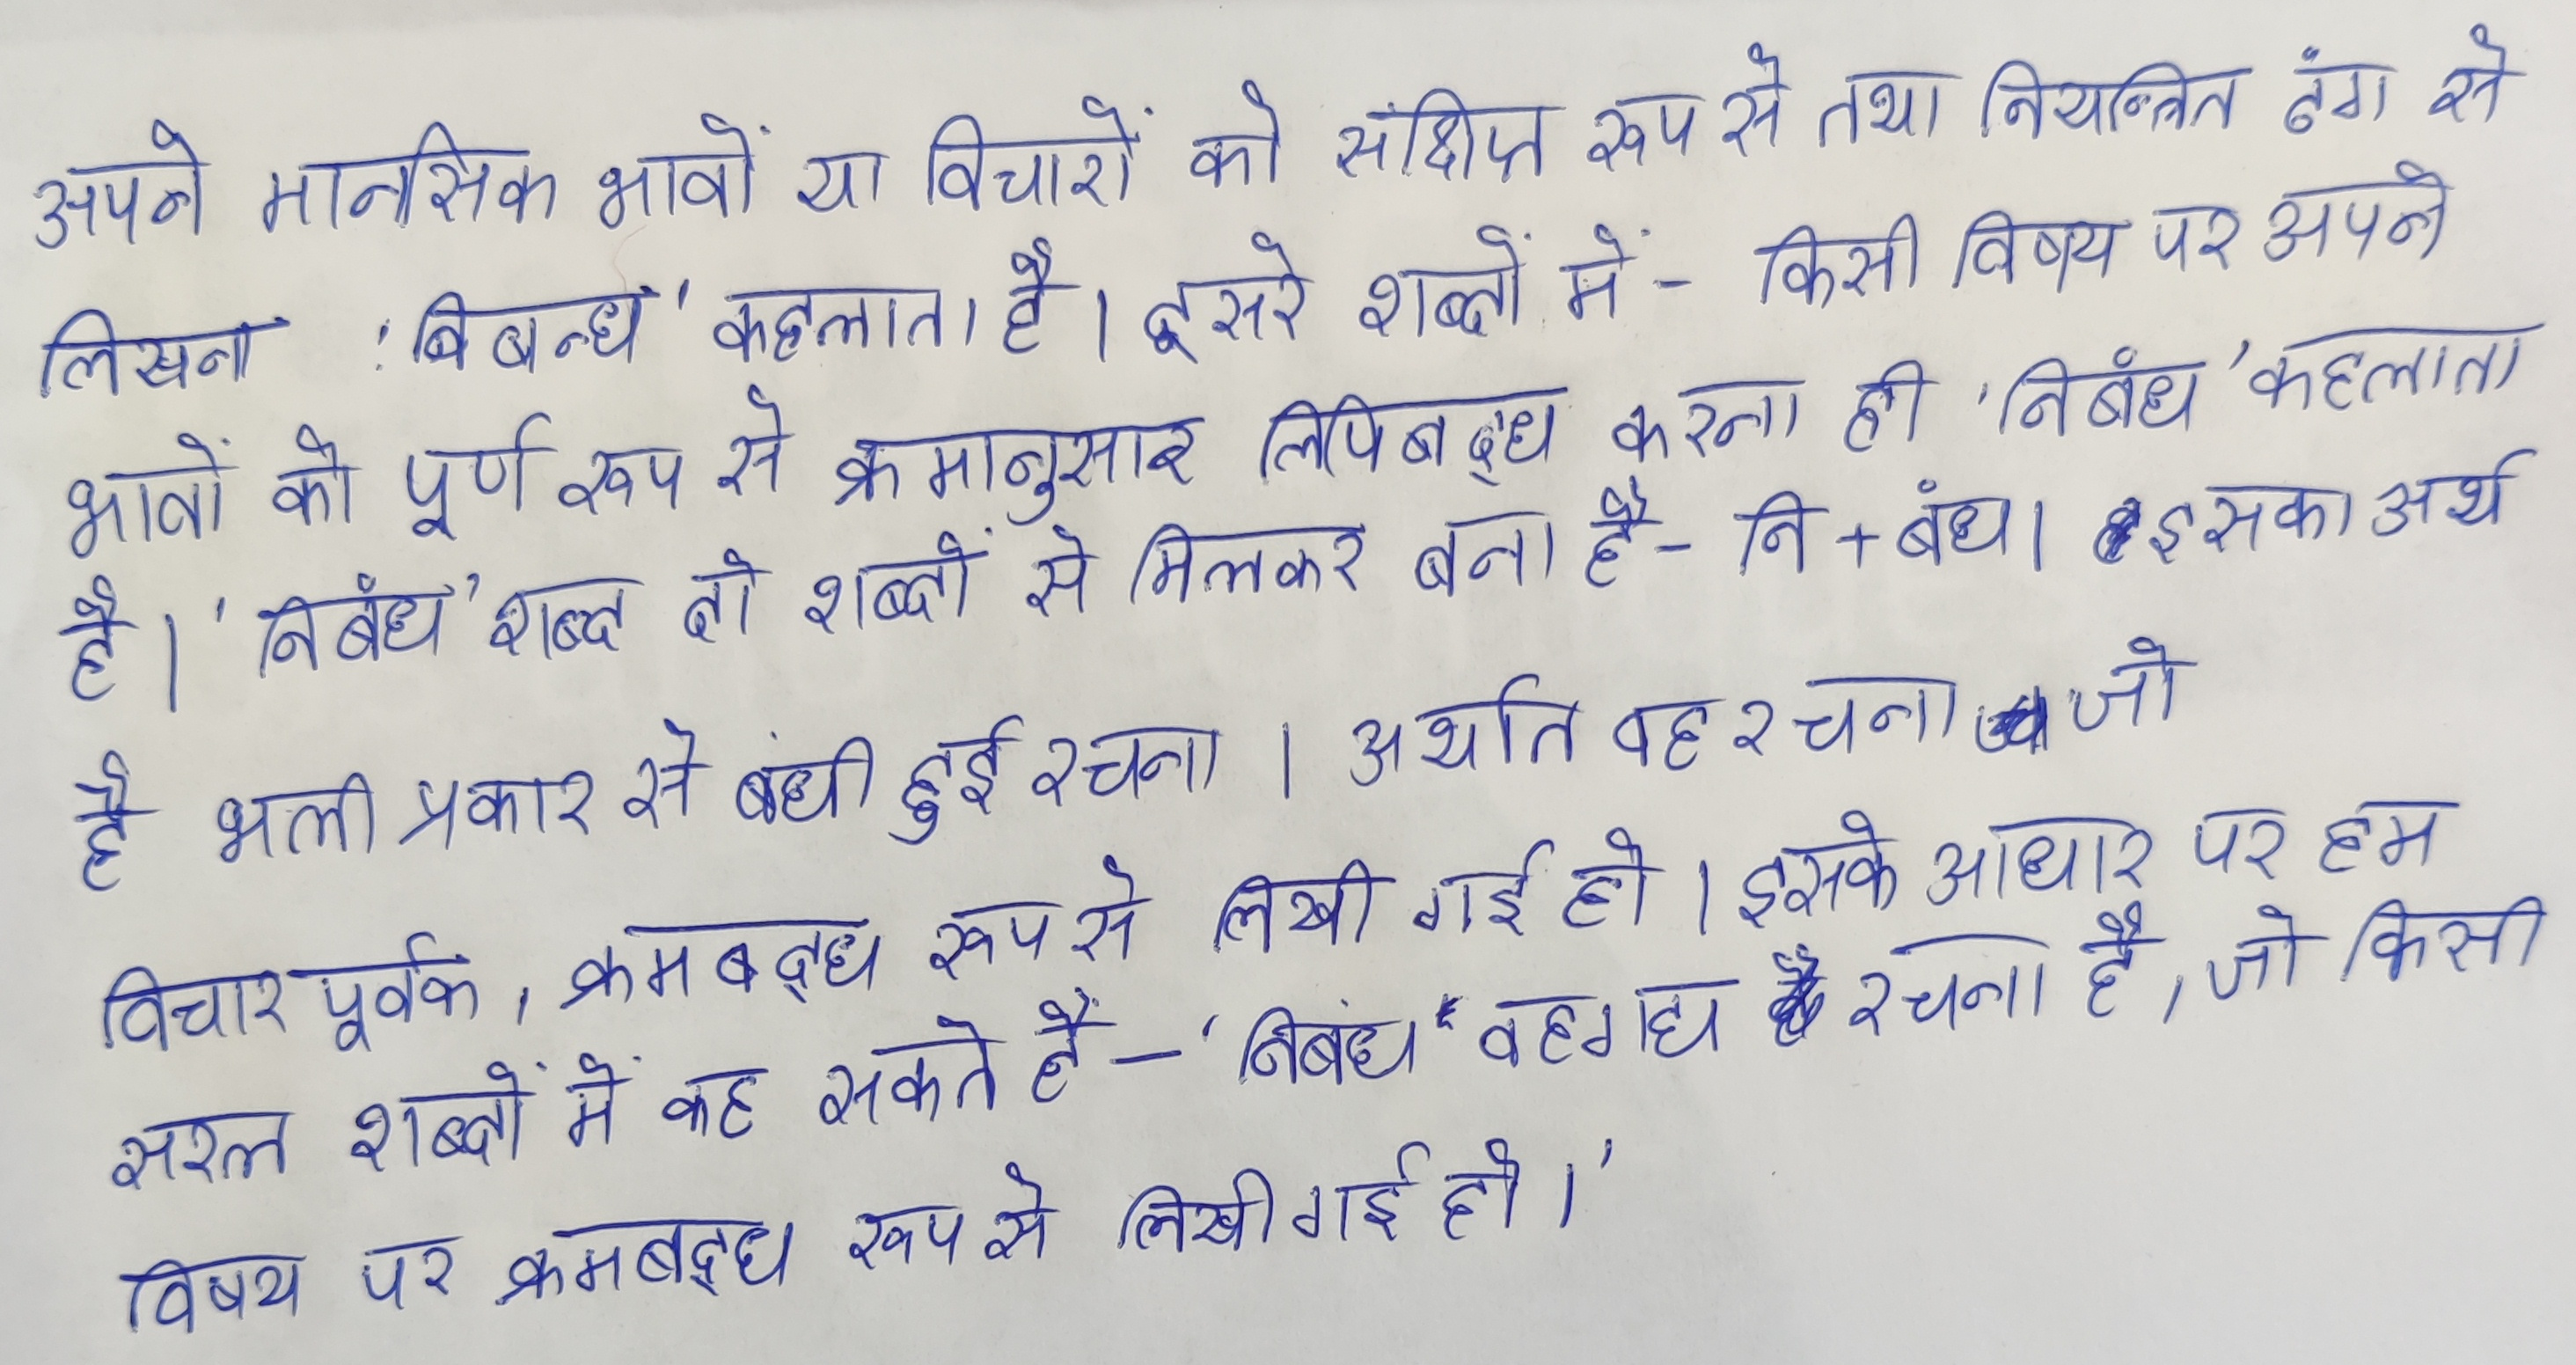 अपने मानसिक भावों या विचारों को संक्षिप्त रूप से तथा नियन्त्रित ढंग से
लिखना 'निबन्ध' कहलाता है। दूसरे शब्दों में - किसी विषय पर अपने
भावों को पूर्ण रूप से क्रमानुसार लिपिबद्ध करना ही 'निबंध' कहलाता
है। 'निबंध' शब्द दो शब्दों से मिलकर बना है - नि + बंध। इसका अर्थ
है भली प्रकार से बंधी हुई रचना। अर्थात वह रचना जो
विचार पूर्वक, क्रमबद्ध रूप से लिखी गई हो। इसके आधार पर हम
सरल शब्दों में कह सकते हैं - 'निबंध' वह गद्य रचना है, जो किसी
विषय पर क्रमबद्ध रूप से लिखी गई हो।'